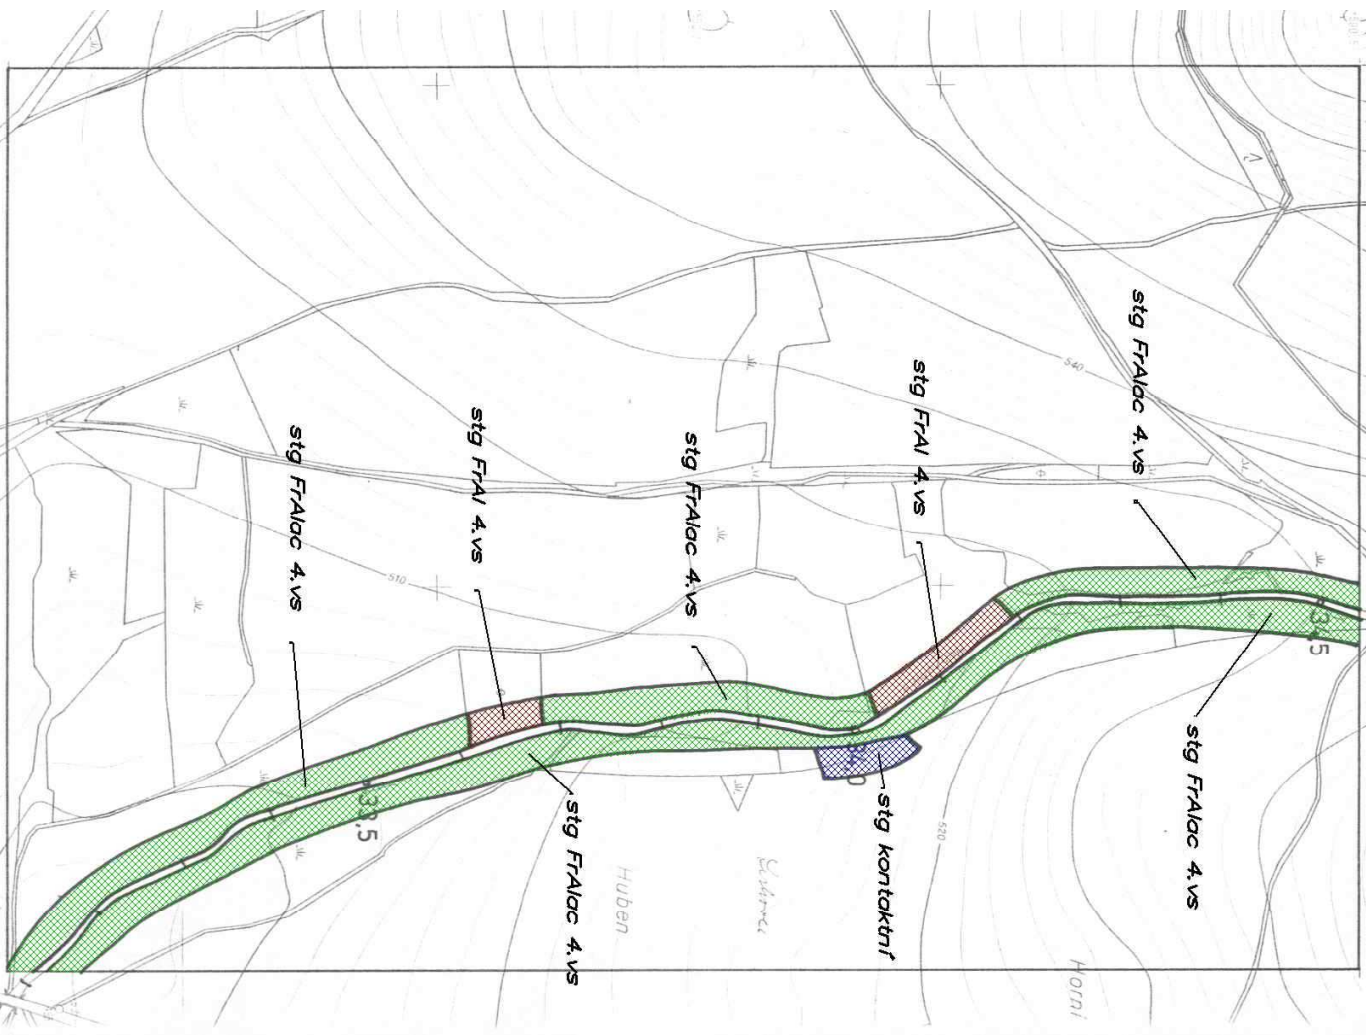 stg FrAlac 4.vs
stg FrAl 4.vs
stg FrAlac 4.vs
stg FrAl 4.vs
stg FrAlac 4.vs
stg FrAlac 4.vs
stg kontaktní
stg FrAlac 4.vs
34,5
33,5
540
510
520
Huben
Horni